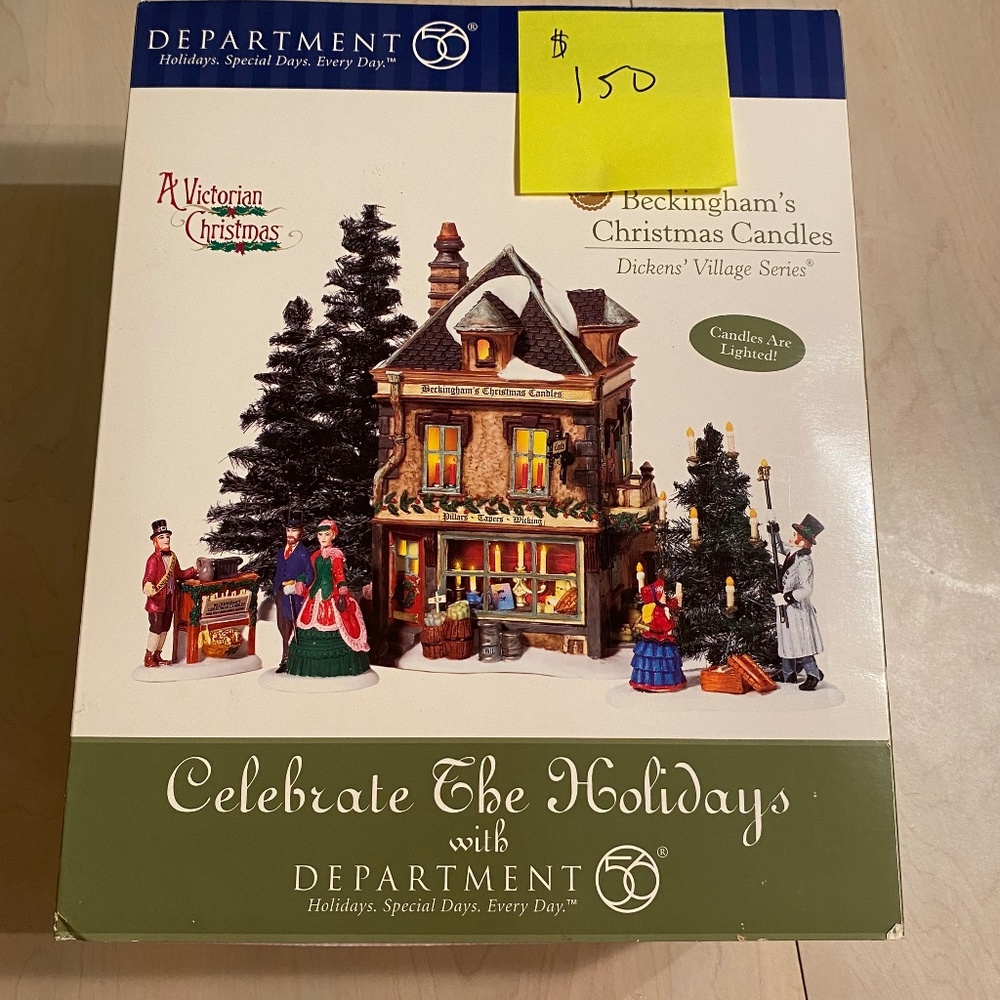 DEPARTMENT 56®
Holidays. Special Days. Every Day.™
$
150
A Victorian
Christmas
Beckingham's
Christmas Candles
Dickens' Village Series®
Candles Are
Lighted!
Beckingham's Christmas Candles
Pillars - Tapers - Wicking
Celebrate The Holidays
with
DEPARTMENT 56®
Holidays. Special Days. Every Day.™